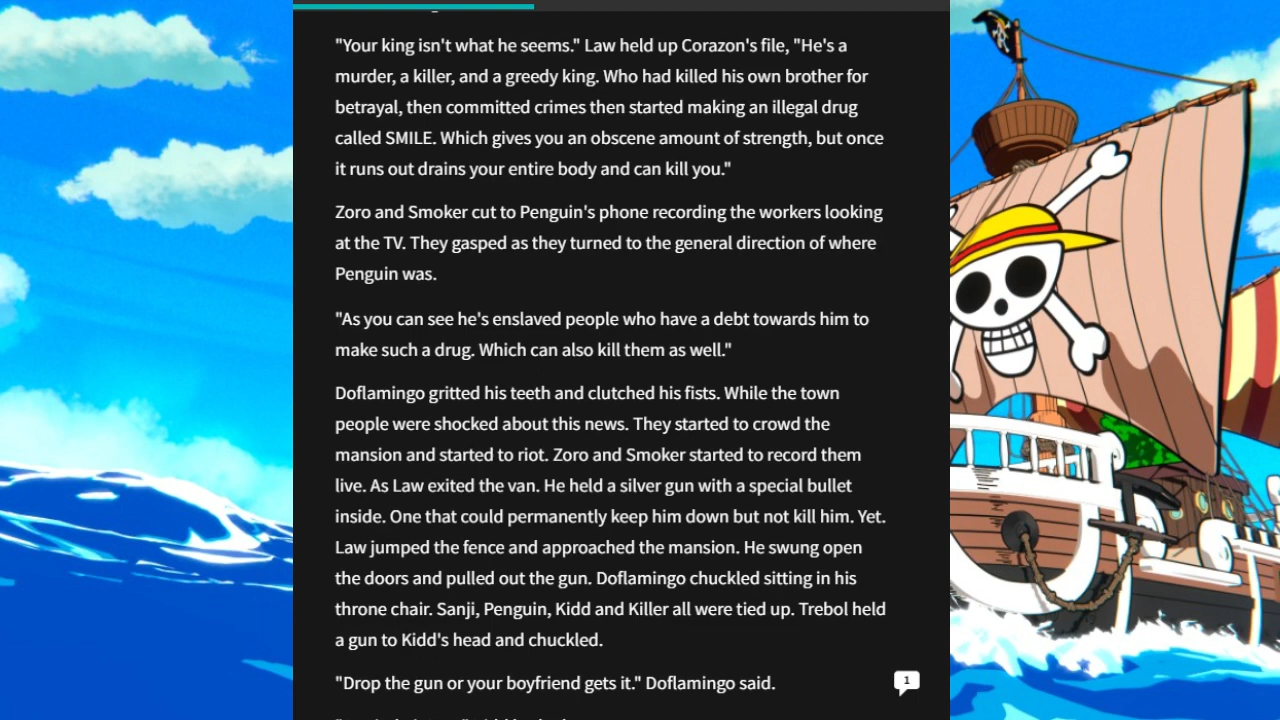 "Your king isn't what he seems." Law held up Corazon's file, "He's a
murder, a killer, and a greedy king. Who had killed his own brother for
betrayal, then committed crimes then started making an illegal drug
called SMILE. Which gives you an obscene amount of strength, but once
it runs out drains your entire body and can kill you."
Zoro and Smoker cut to Penguin's phone recording the workers looking
at the TV. They gasped as they turned to the general direction of where
Penguin was.
"As you can see he's enslaved people who have a debt towards him to
make such a drug. Which can also kill them as well."
Doflamingo gritted his teeth and clutched his fists. While the town
people were shocked about this news. They started to crowd the
mansion and started to riot. Zoro and Smoker started to record them
live. As Law exited the van. He held a silver gun with a special bullet
inside. One that could permanently keep him down but not kill him. Yet.
Law jumped the fence and approached the mansion. He swung open
the doors and pulled out the gun. Doflamingo chuckled sitting in his
throne chair. Sanji, Penguin, Kidd and Killer all were tied up. Trebol held
a gun to Kidd's head and chuckled.
"Drop the gun or your boyfriend gets it." Doflamingo said.
1